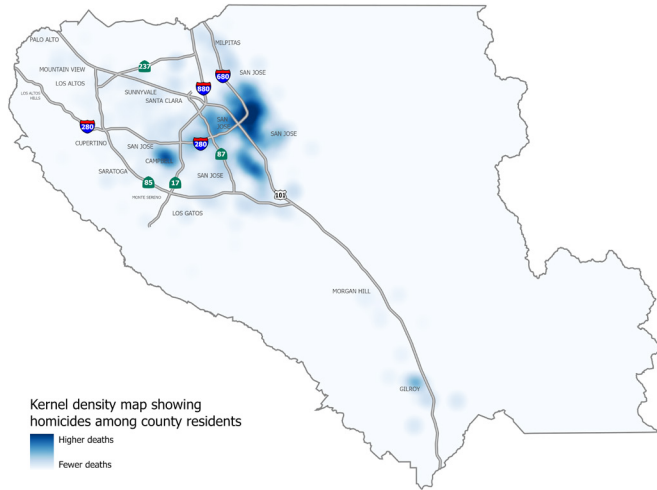 PALO ALTO
MILPITAS
237
MOUNTAIN VIEW
680
SAN JOSE
LOS ALTOS
880
LOS ALTOS
HILLS
SUNNYVALE
SANTA CLARA
SAN
JOSE
280
SAN JOSE
CUPERTINO
SAN JOSE
280
87
SARATOGA
SAN JOSE
85
17
101
MONTE SERENO
LOS GATOS
MORGAN HILL
GILROY
Kernel density map showing
homicides among county residents
Higher deaths
Fewer deaths